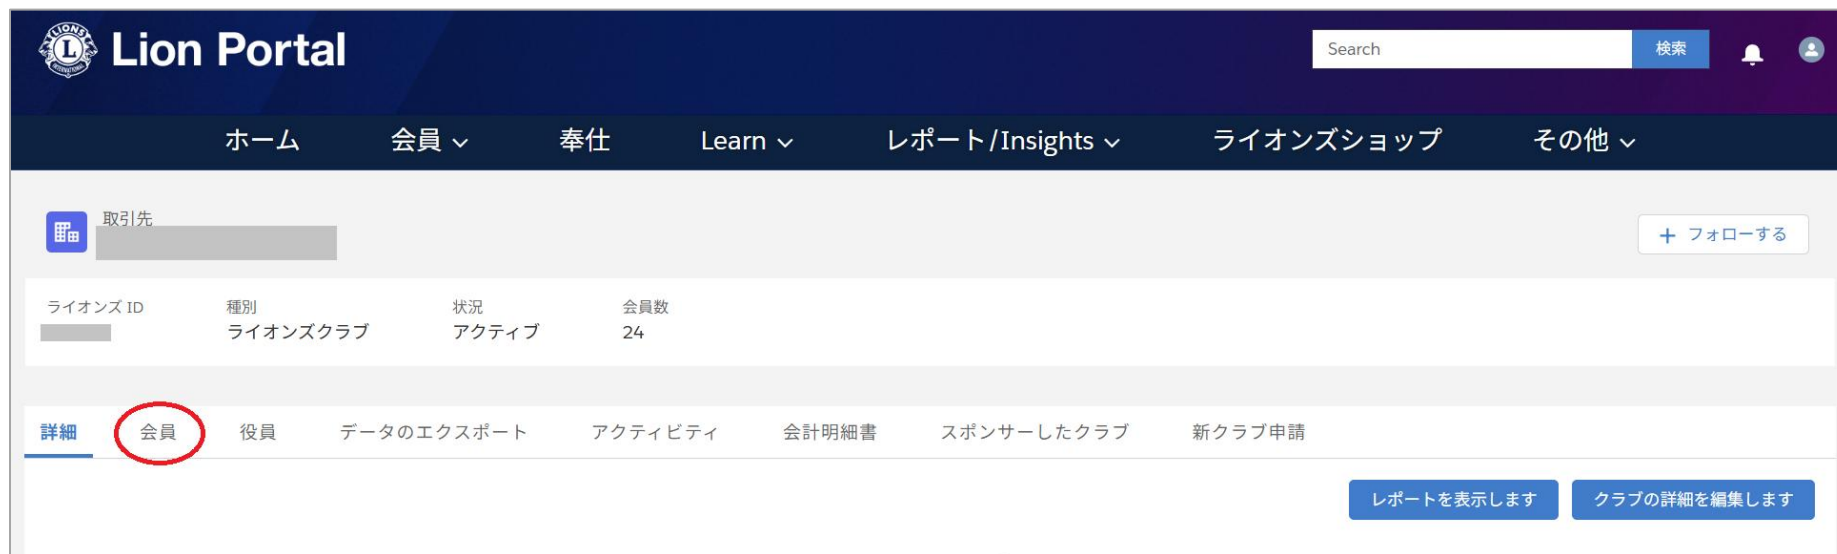 LIONS
L
INTERNATIONAL
Lion Portal
Search
検索
ホーム
会員
奉仕
Learn
レポート/Insights
ライオンズショップ
その他
取引先
+ フォローする
ライオンズ ID
種別
状況
会員数
ライオンズクラブ
アクティブ
24
詳細
会員
役員
データのエクスポート
アクティビティ
会計明細書
スポンサーしたクラブ
新クラブ申請
レポートを表示します
クラブの詳細を編集します